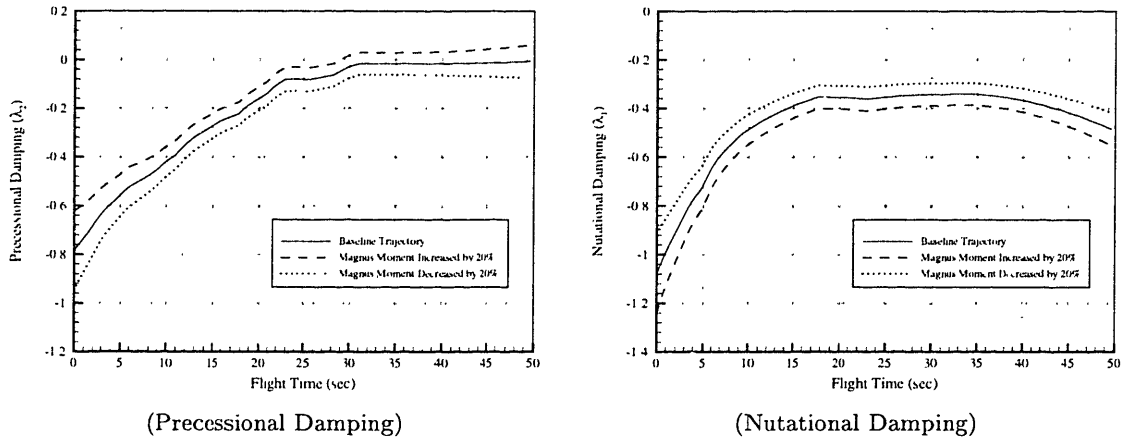 0.2
0
-0.2
-0.4
-0.6
-0.8
-1
-1.2
0 5 10 15 20 25 30 35 40 45 50
Precessional Damping (λ₂)
Flight Time (sec)
Baseline Trajectory
Magnus Moment Increased by 20%
Magnus Moment Decreased by 20%
(Precessional Damping)
0
-0.2
-0.4
-0.6
-0.8
-1
-1.2
-1.4
0 5 10 15 20 25 30 35 40 45 50
Nutational Damping (λ₁)
Flight Time (sec)
Baseline Trajectory
Magnus Moment Increased by 20%
Magnus Moment Decreased by 20%
(Nutational Damping)